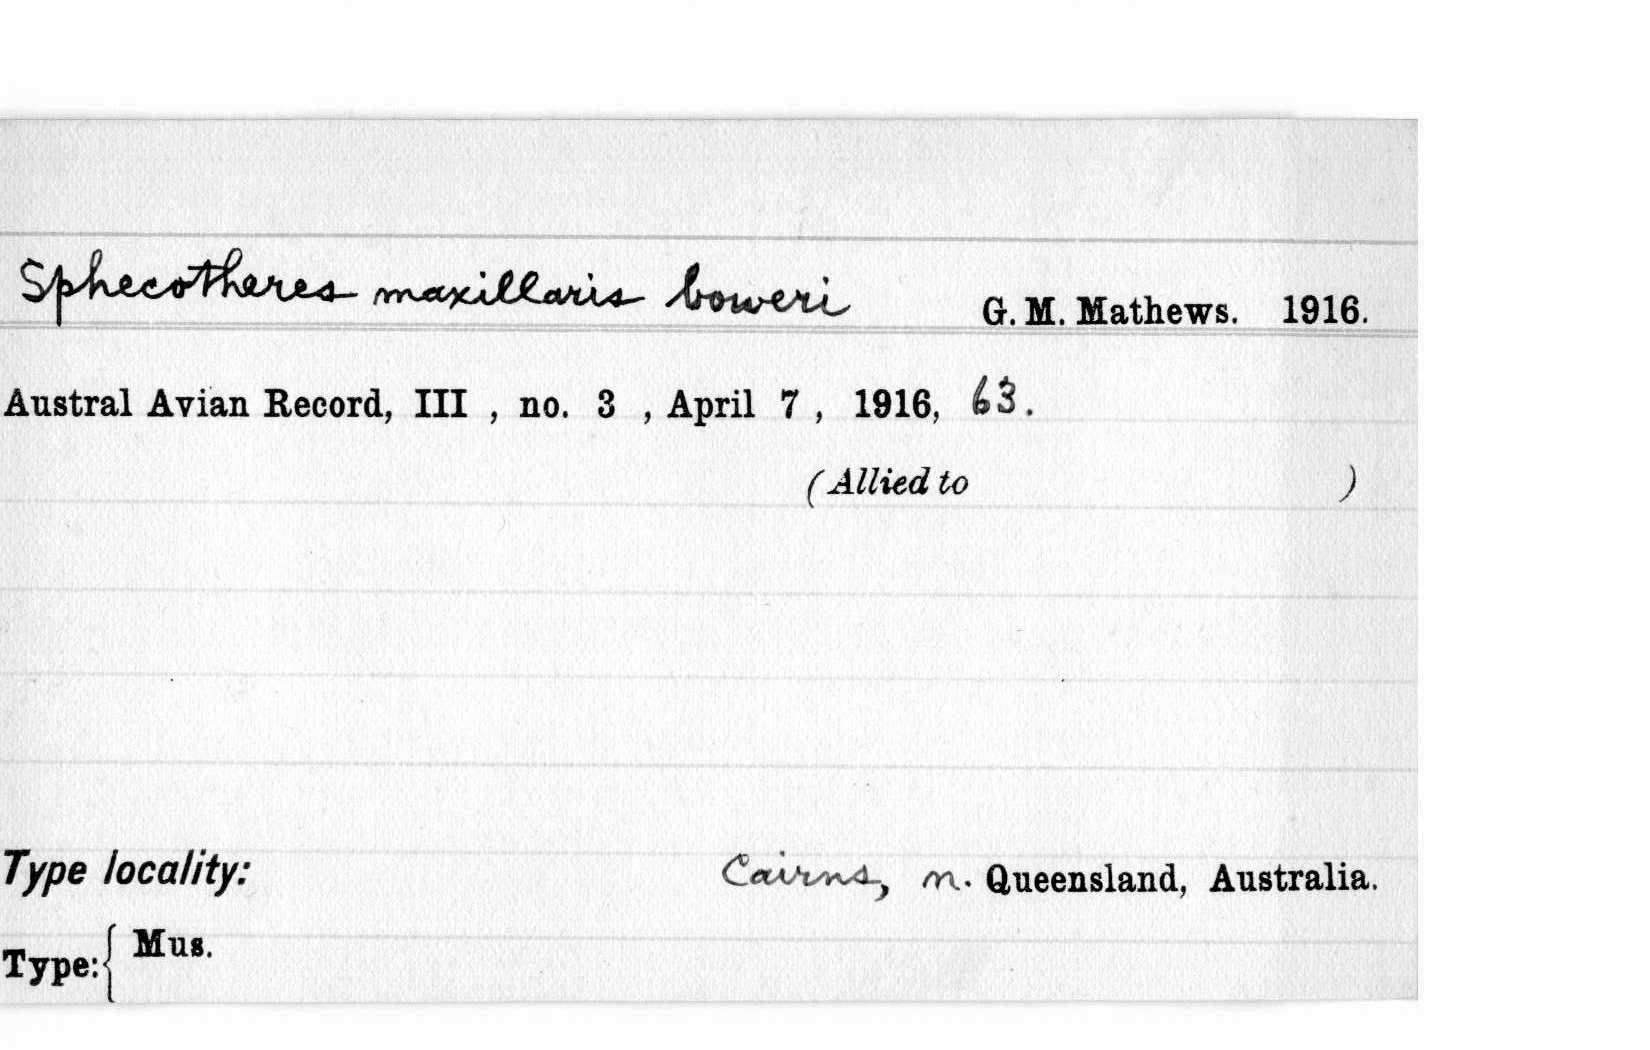 Sphecotheres maxillaris boweri G. M. Mathews. 1916.
Austral Avian Record, III , no. 3 , April 7 , 1916, 63.
(Allied to )
Type locality: Cairns, n. Queensland, Australia.
Type: { Mus.